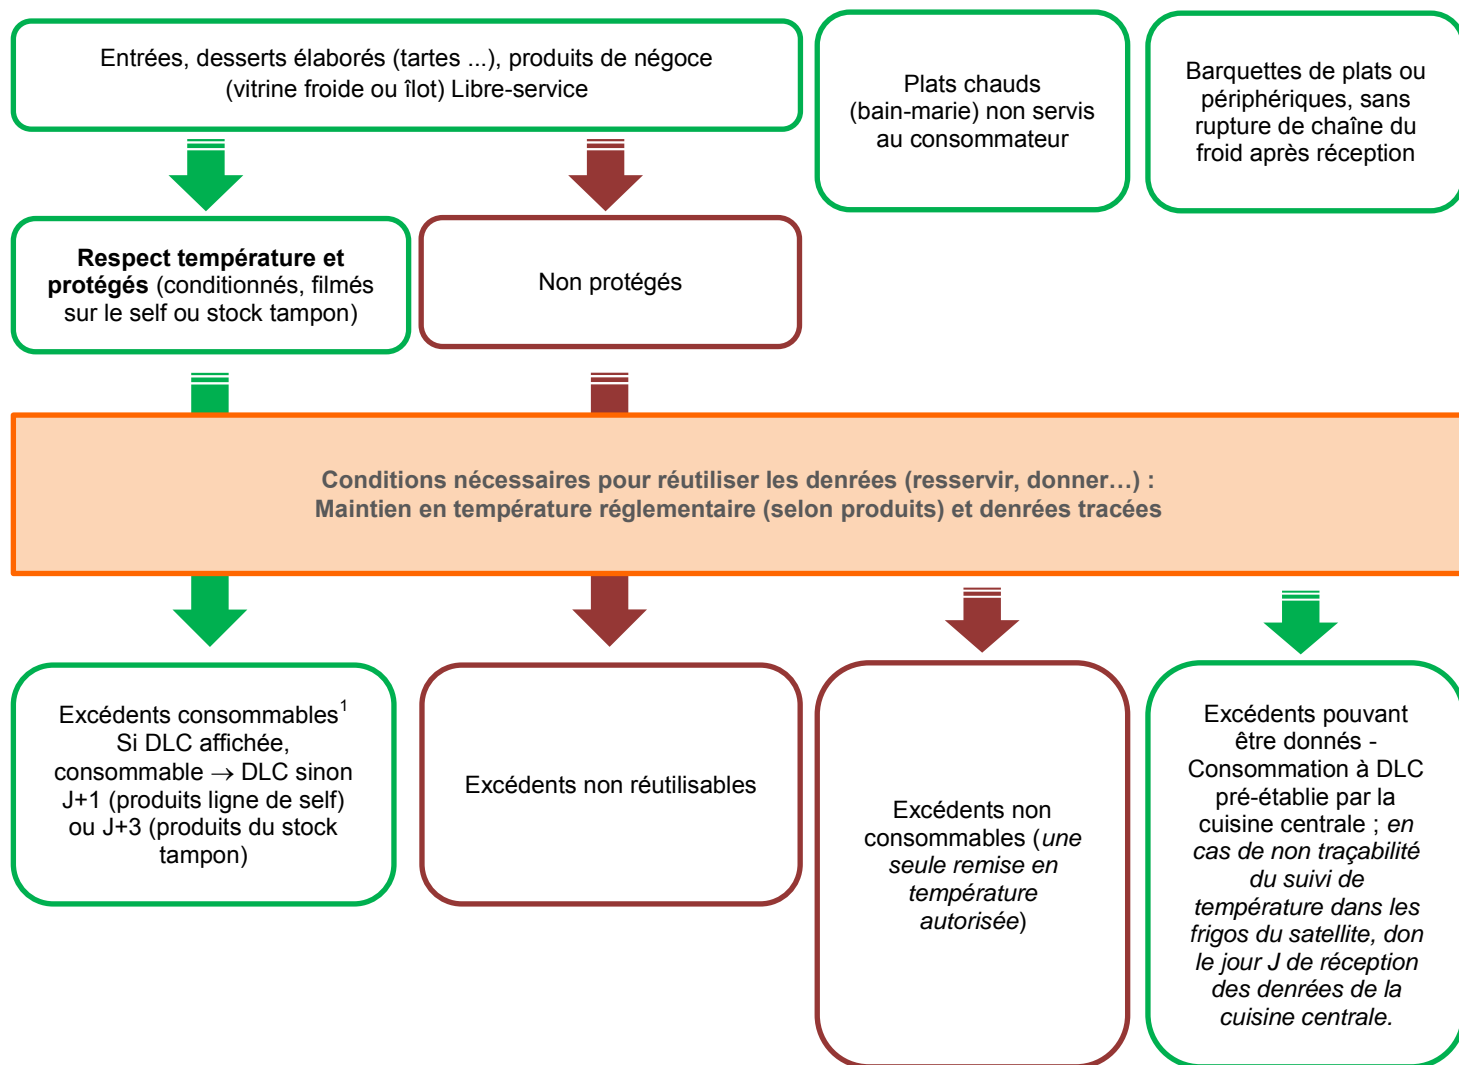 Entrées, desserts élaborés (tartes ...), produits de négoce
(vitrine froide ou îlot) Libre-service
Plats chauds
(bain-marie) non servis
au consommateur
Barquettes de plats ou
périphériques, sans
rupture de chaîne du
froid après réception
Respect température et
protégés (conditionnés, filmés
sur le self ou stock tampon)
Non protégés
Conditions nécessaires pour réutiliser les denrées (resservir, donner…) :
Maintien en température réglementaire (selon produits) et denrées tracées
Excédents consommables¹
Si DLC affichée,
consommable → DLC sinon
J+1 (produits ligne de self)
ou J+3 (produits du stock
tampon)
Excédents non réutilisables
Excédents non
consommables (une
seule remise en
température
autorisée)
Excédents pouvant
être donnés -
Consommation à DLC
pré-établie par la
cuisine centrale ; en
cas de non traçabilité
du suivi de
température dans les
frigos du satellite, don
le jour J de réception
des denrées de la
cuisine centrale.